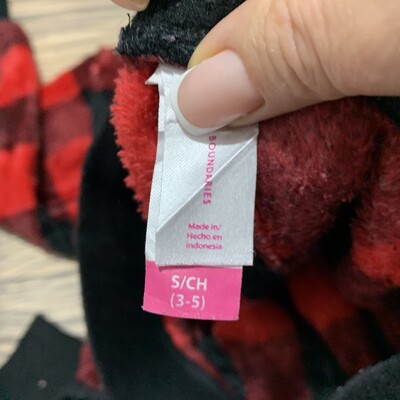 BOUNDARIES
Made in/
Hecho en
Indonesia
S/CH
(3-5)